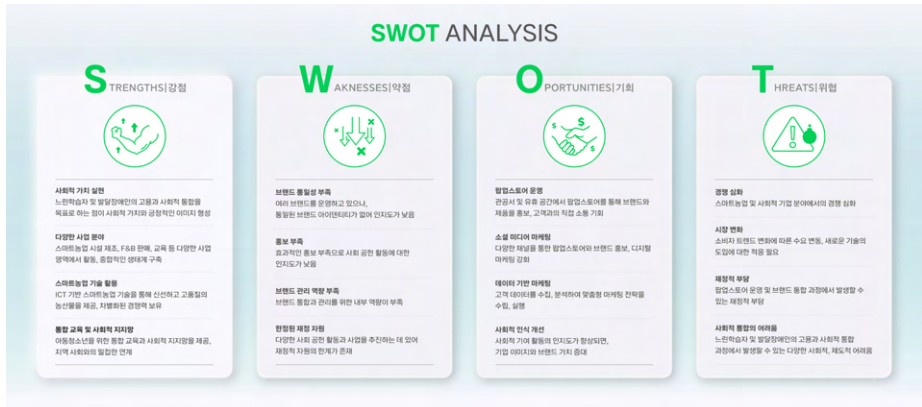 SWOT ANALYSIS
STRENGTHS|강점
사회적 가치 실현
느린학습자 및 발달장애인의 고용과 사회적 통합을
목표로 하는 점이 사회적 가치와 긍정적인 이미지 형성
다양한 사업 분야
스마트농업 시설 제조, F&B 판매, 교육 등 다양한 사업
영역에서 활동, 종합적인 생태계 구축
스마트농업 기술 활용
ICT 기반 스마트농업 기술을 통해 신선하고 고품질의
농산물을 제공, 차별화된 경쟁력 보유
통합 교육 및 사회적 지지망
아동청소년을 위한 통합 교육과 사회적 지지망을 제공,
지역 사회와의 밀접한 연계
WAKNESSES|약점
브랜드 통일성 부족
여러 브랜드를 운영하고 있으나,
통일된 브랜드 아이덴티티가 없어 인지도가 낮음
홍보 부족
효과적인 홍보 부족으로 사회 공헌 활동에 대한
인지도가 낮음
브랜드 관리 역량 부족
브랜드 통합과 관리를 위한 내부 역량이 부족
한정된 재정 자원
다양한 사회 공헌 활동과 사업을 추진하는 데 있어
재정적 자원의 한계가 존재
OPORTUNITIES|기회
팝업스토어 운영
관공서 및 유휴 공간에서 팝업스토어를 통해 브랜드와
제품을 홍보, 고객과의 직접 소통 기회
소셜 미디어 마케팅
다양한 채널을 통한 팝업스토어와 브랜드 홍보, 디지털
마케팅 강화
데이터 기반 마케팅
고객 데이터를 수집, 분석하여 맞춤형 마케팅 전략을
수립, 실행
사회적 인식 개선
사회적 기여 활동의 인지도가 향상되면,
기업 이미지와 브랜드 가치 증대
THREATS|위협
경쟁 심화
스마트농업 및 사회적 기업 분야에서의 경쟁 심화
시장 변화
소비자 트렌드 변화에 따른 수요 변동, 새로운 기술의
도입에 대한 적응 필요
재정적 부담
팝업스토어 운영 및 브랜드 통합 과정에서 발생할 수
있는 재정적 부담
사회적 통합의 어려움
느린학습자 및 발달장애인의 고용과 사회적 통합
과정에서 발생할 수 있는 다양한 사회적, 제도적 어려움